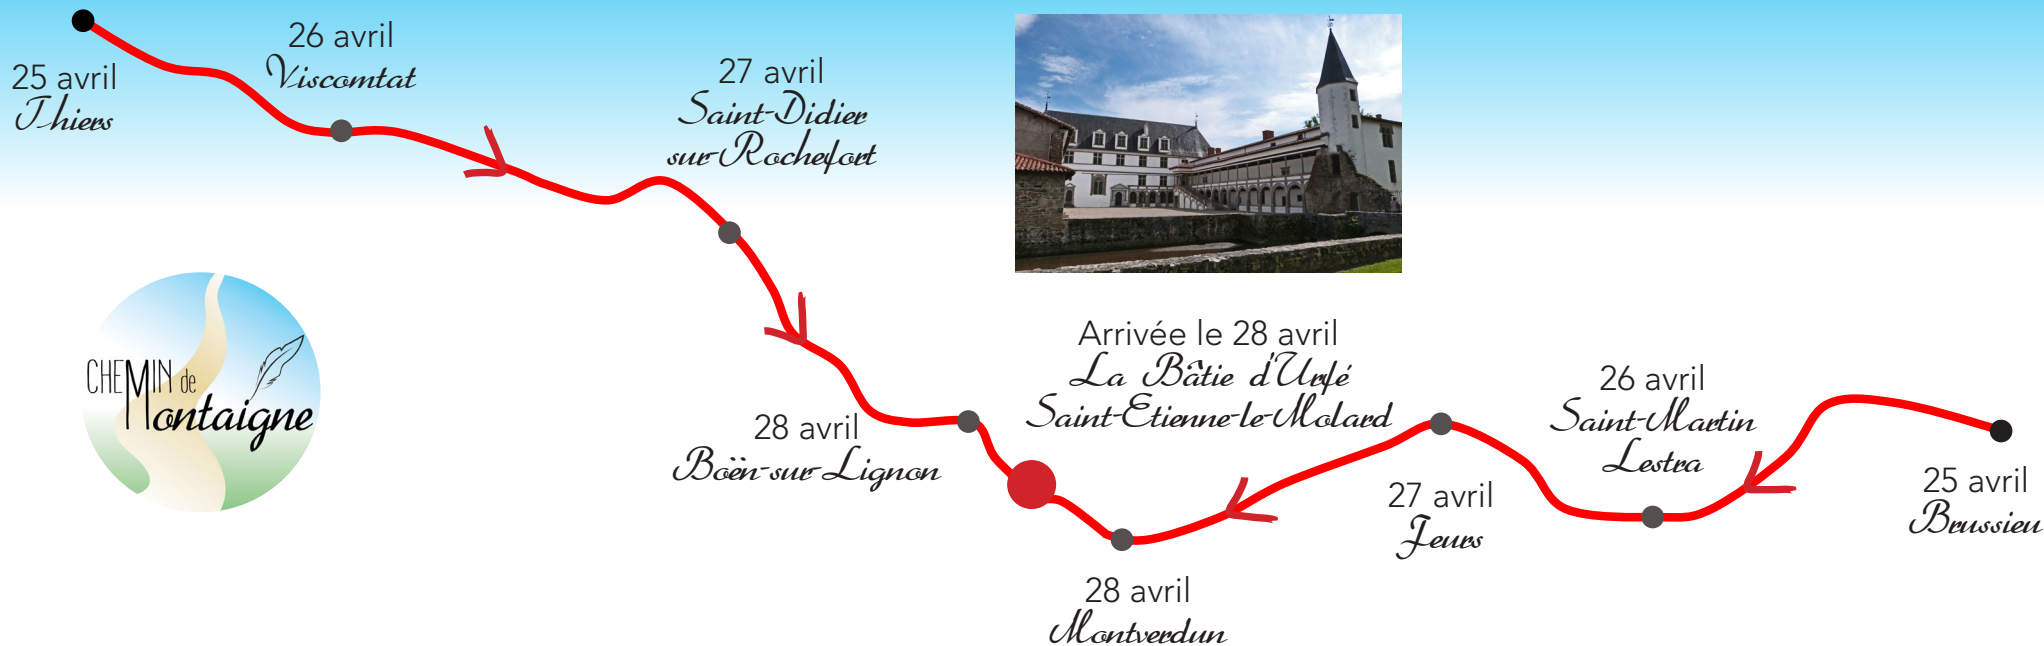 25 avril
Thiers
26 avril
Viscomtat
27 avril
Saint-Didier
sur-Rochefort
CHEMIN de
Montaigne
28 avril
Boën-sur-Lignon
Arrivée le 28 avril
La Bâtie d'Urfé
Saint-Etienne-le-Molard
28 avril
Montverdun
27 avril
Feurs
26 avril
Saint-Martin
Lestra
25 avril
Brussieu